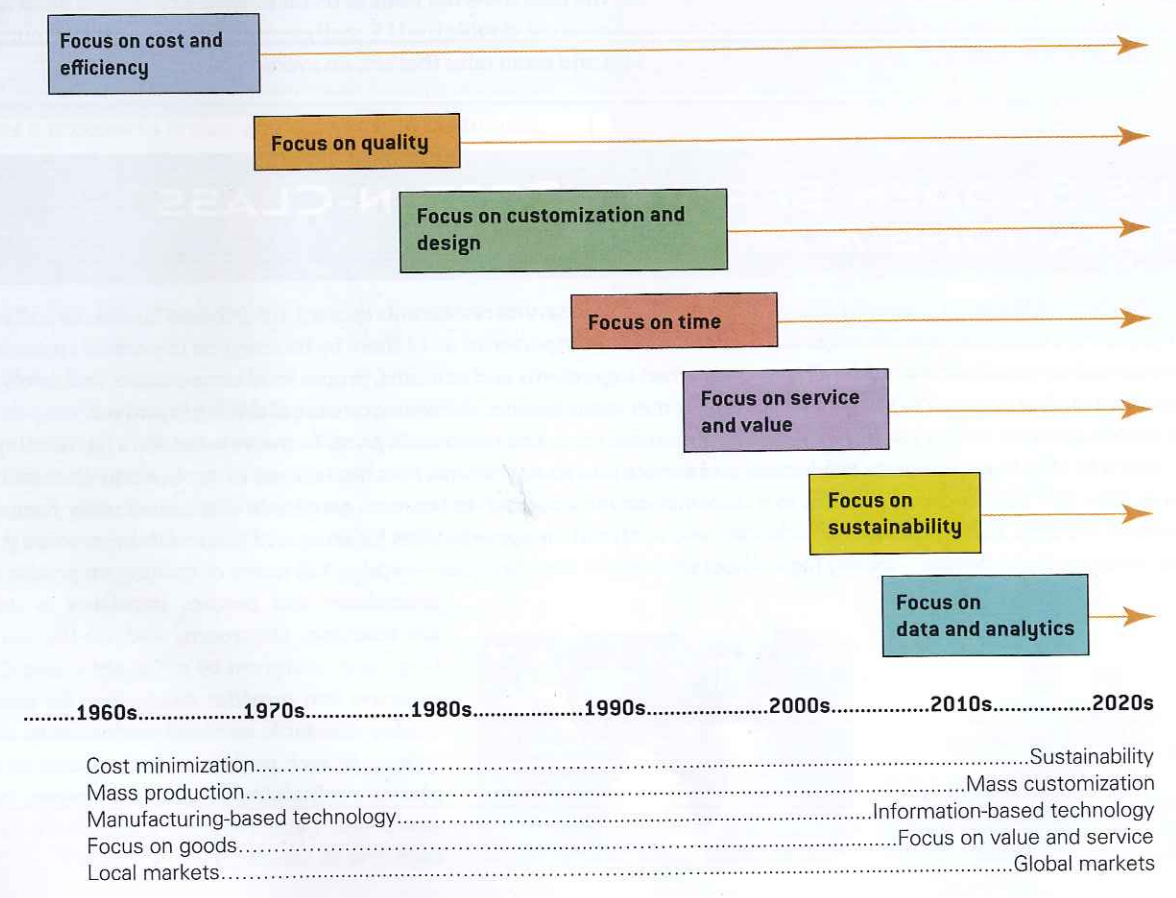 Focus on cost and
efficiency
Focus on quality
Focus on customization and
design
Focus on time
Focus on service
and value
Focus on
sustainability
Focus on
data and analytics
.........1960s..................1970s.................1980s....................1990s.....................2000s................2010s.....................2020s
Cost minimization......Sustainability
Mass production......Mass customization
Manufacturing-based technology......Information-based technology
Focus on goods......Focus on value and service
Local markets......Global markets